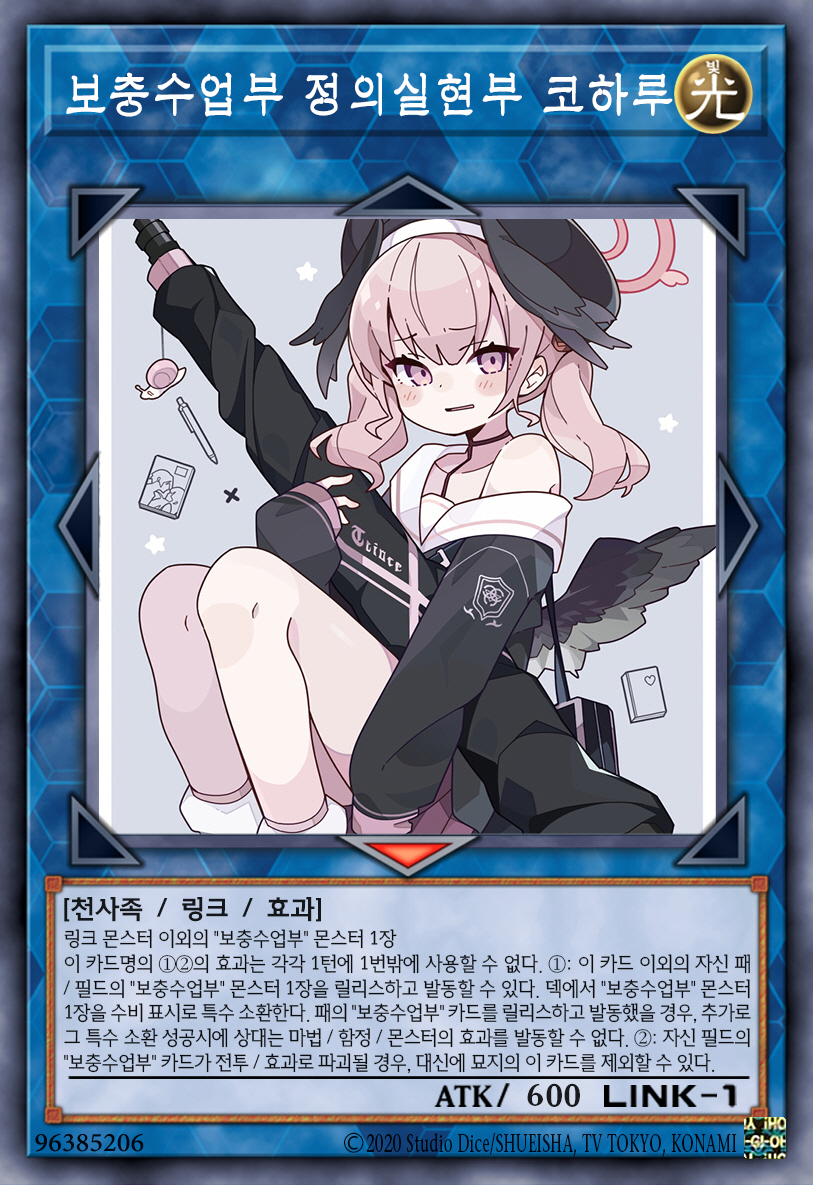 보충수업부 정의실현부 코하루
빛
光
Trince
[천사족 / 링크 / 효과]
링크 몬스터 이외의 "보충수업부" 몬스터 1장
이 카드명의 ①②의 효과는 각각 1턴에 1번밖에 사용할 수 없다. ①: 이 카드 이외의 자신 패
/ 필드의 "보충수업부" 몬스터 1장을 릴리스하고 발동할 수 있다. 덱에서 "보충수업부" 몬스터
1장을 수비 표시로 특수 소환한다. 패의 "보충수업부" 카드를 릴리스하고 발동했을 경우, 추가로
그 특수 소환 성공시에 상대는 마법 / 함정 / 몬스터의 효과를 발동할 수 없다. ②: 자신 필드의
"보충수업부" 카드가 전투 / 효과로 파괴될 경우, 대신에 묘지의 이 카드를 제외할 수 있다.
ATK/ 600 LINK-1
96385206 ©2020 Studio Dice/SHUEISHA, TV TOKYO, KONAMI